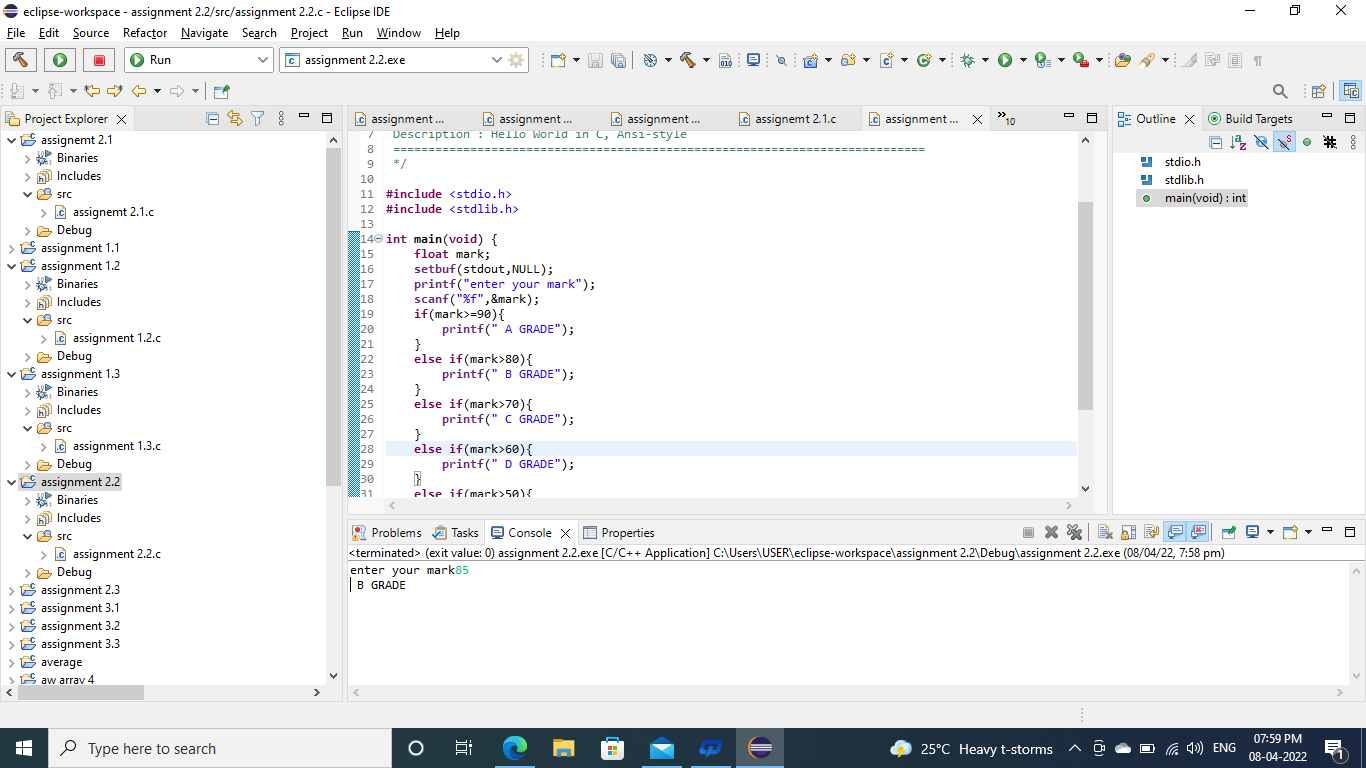 eclipse-workspace - assignment 2.2/src/assignment 2.2.c - Eclipse IDE
File Edit Source Refactor Navigate Search Project Run Window Help
Run
assignment 2.2.exe
Project Explorer
assignemt 2.1
Binaries
Includes
src
assignemt 2.1.c
Debug
assignment 1.1
assignment 1.2
Binaries
Includes
src
assignment 1.2.c
Debug
assignment 1.3
Binaries
Includes
src
assignment 1.3.c
Debug
assignment 2.2
Binaries
Includes
src
assignment 2.2.c
Debug
assignment 2.3
assignment 3.1
assignment 3.2
assignment 3.3
average
aw array 4
assignment ... assignment ... assignment ... assignemt 2.1.c assignment ... »10
7 Description : Hello World in C, Ansi-style
8 ============================================================================
9 */
10
11 #include <stdio.h>
12 #include <stdlib.h>
13
14 int main(void) {
15 float mark;
16 setbuf(stdout,NULL);
17 printf("enter your mark");
18 scanf("%f",&mark);
19 if(mark>=90){
20 printf(" A GRADE");
21 }
22 else if(mark>80){
23 printf(" B GRADE");
24 }
25 else if(mark>70){
26 printf(" C GRADE");
27 }
28 else if(mark>60){
29 printf(" D GRADE");
30 }
31 else if(mark>50){
Outline Build Targets
stdio.h
stdlib.h
main(void) : int
Problems Tasks Console Properties
<terminated> (exit value: 0) assignment 2.2.exe [C/C++ Application] C:\Users\USER\eclipse-workspace\assignment 2.2\Debug\assignment 2.2.exe (08/04/22, 7:58 pm)
enter your mark85
B GRADE
Type here to search
25°C Heavy t-storms
ENG
07:59 PM
08-04-2022
1